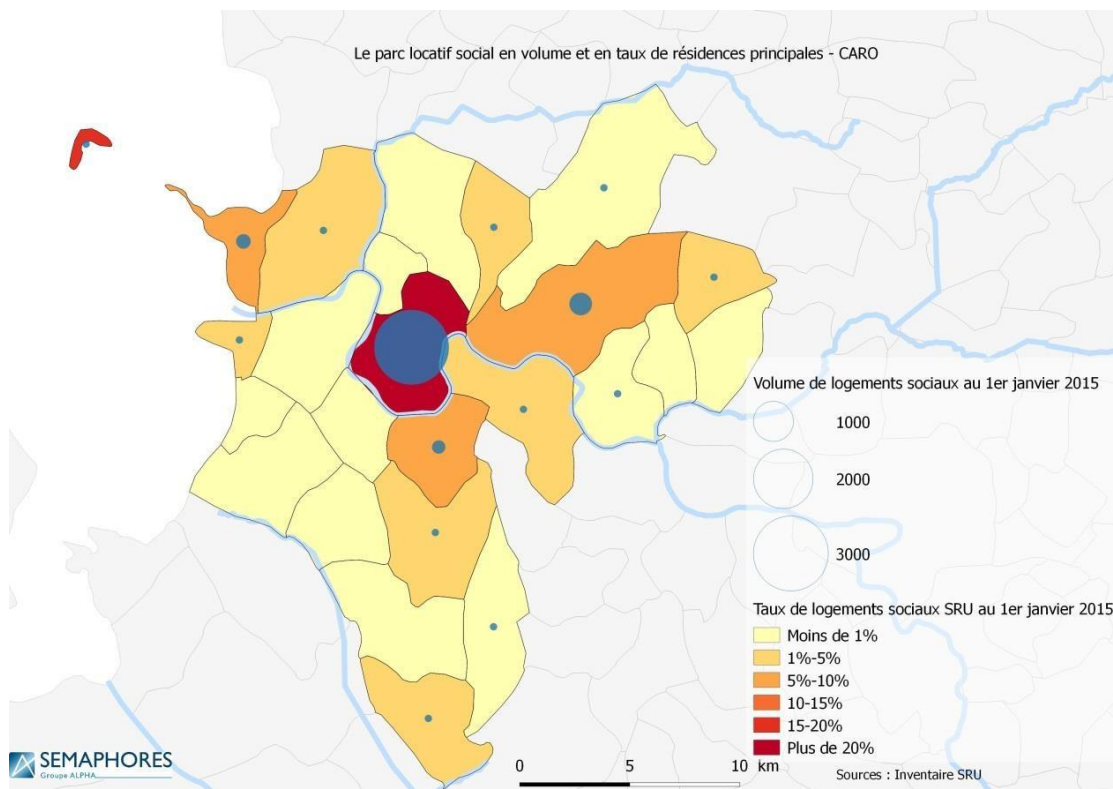 Le parc locatif social en volume et en taux de résidences principales - CARO
Volume de logements sociaux au 1er janvier 2015
1000
2000
3000
Taux de logements sociaux SRU au 1er janvier 2015
Moins de 1%
1%-5%
5%-10%
10-15%
15-20%
Plus de 20%
SEMAPHORES
Groupe ALPHA
0 5 10 km
Sources : Inventaire SRU